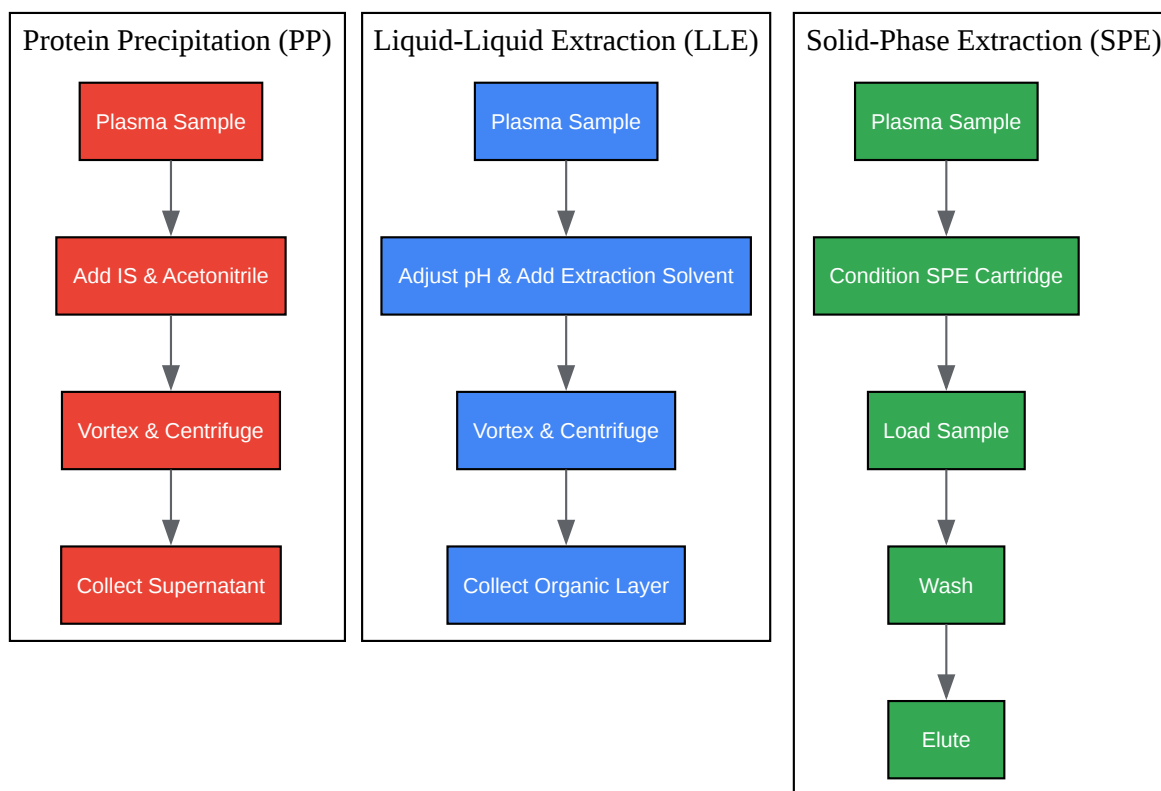 Protein Precipitation (PP)
Plasma Sample
Add IS & Acetonitrile
Vortex & Centrifuge
Collect Supernatant
Liquid-Liquid Extraction (LLE)
Plasma Sample
Adjust pH & Add Extraction Solvent
Vortex & Centrifuge
Collect Organic Layer
Solid-Phase Extraction (SPE)
Plasma Sample
Condition SPE Cartridge
Load Sample
Wash
Elute